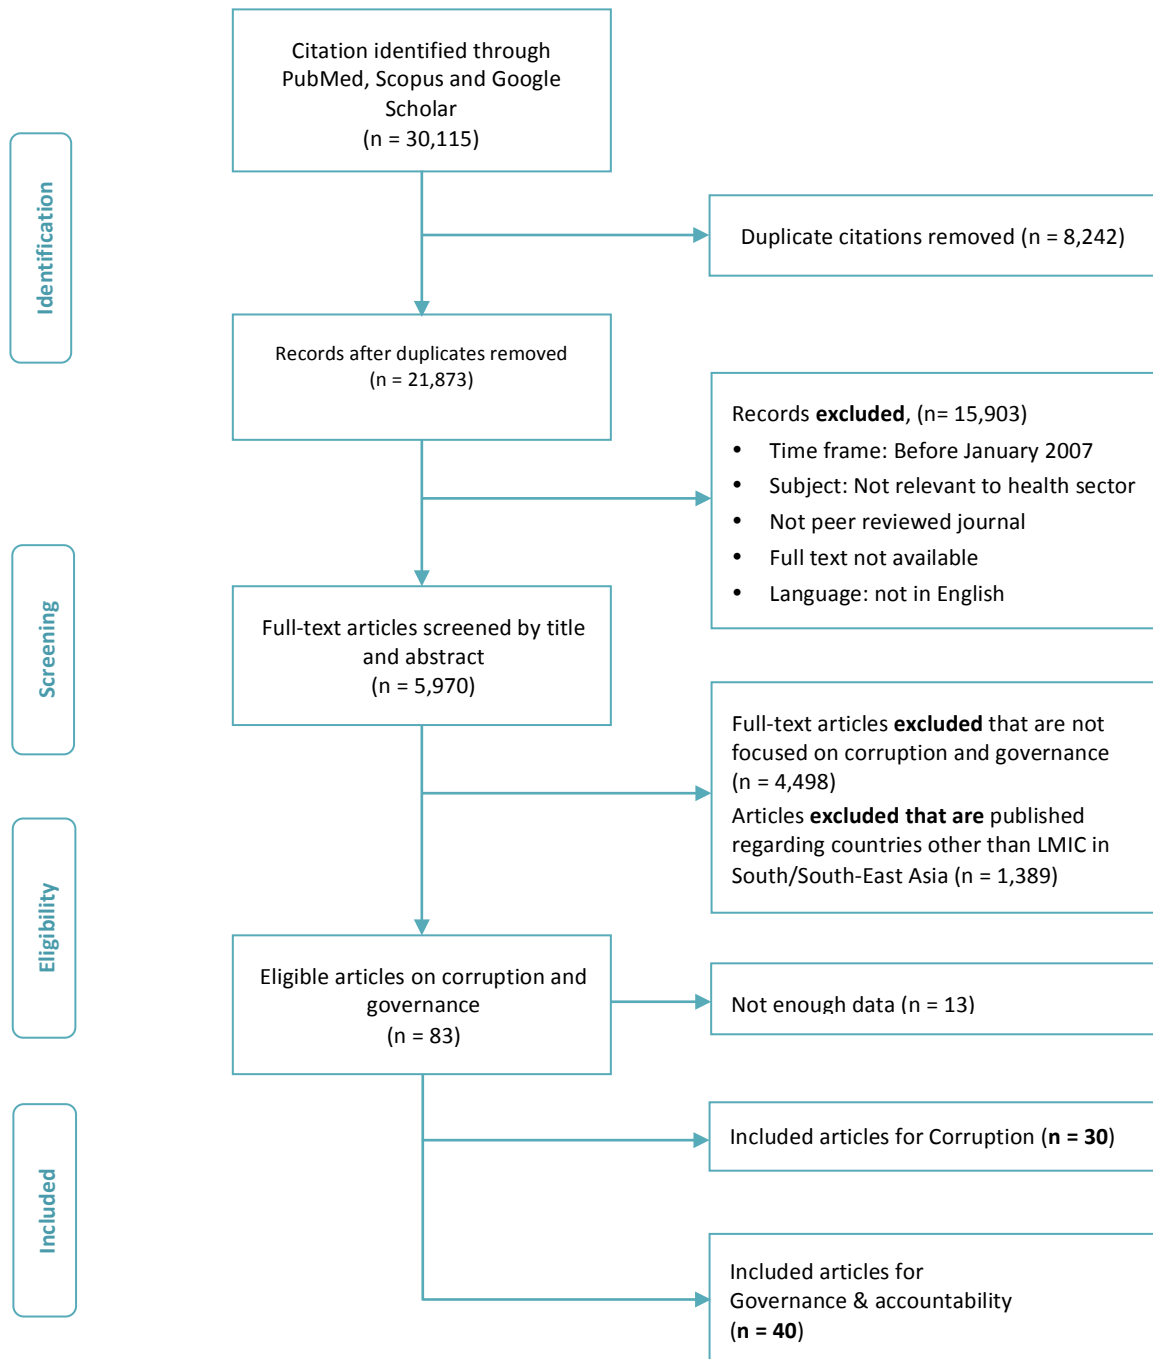 Citation identified through
PubMed, Scopus and Google
Scholar
(n = 30,115)
Identification
Duplicate citations removed (n = 8,242)
Records after duplicates removed
(n = 21,873)
Records excluded, (n= 15,903)
• Time frame: Before January 2007
• Subject: Not relevant to health sector
• Not peer reviewed journal
• Full text not available
• Language: not in English
Screening
Full-text articles screened by title
and abstract
(n = 5,970)
Full-text articles excluded that are not
focused on corruption and governance
(n = 4,498)
Articles excluded that are published
regarding countries other than LMIC in
South/South-East Asia (n = 1,389)
Eligibility
Eligible articles on corruption and
governance
(n = 83)
Not enough data (n = 13)
Included
Included articles for Corruption (n = 30)
Included articles for
Governance & accountability
(n = 40)